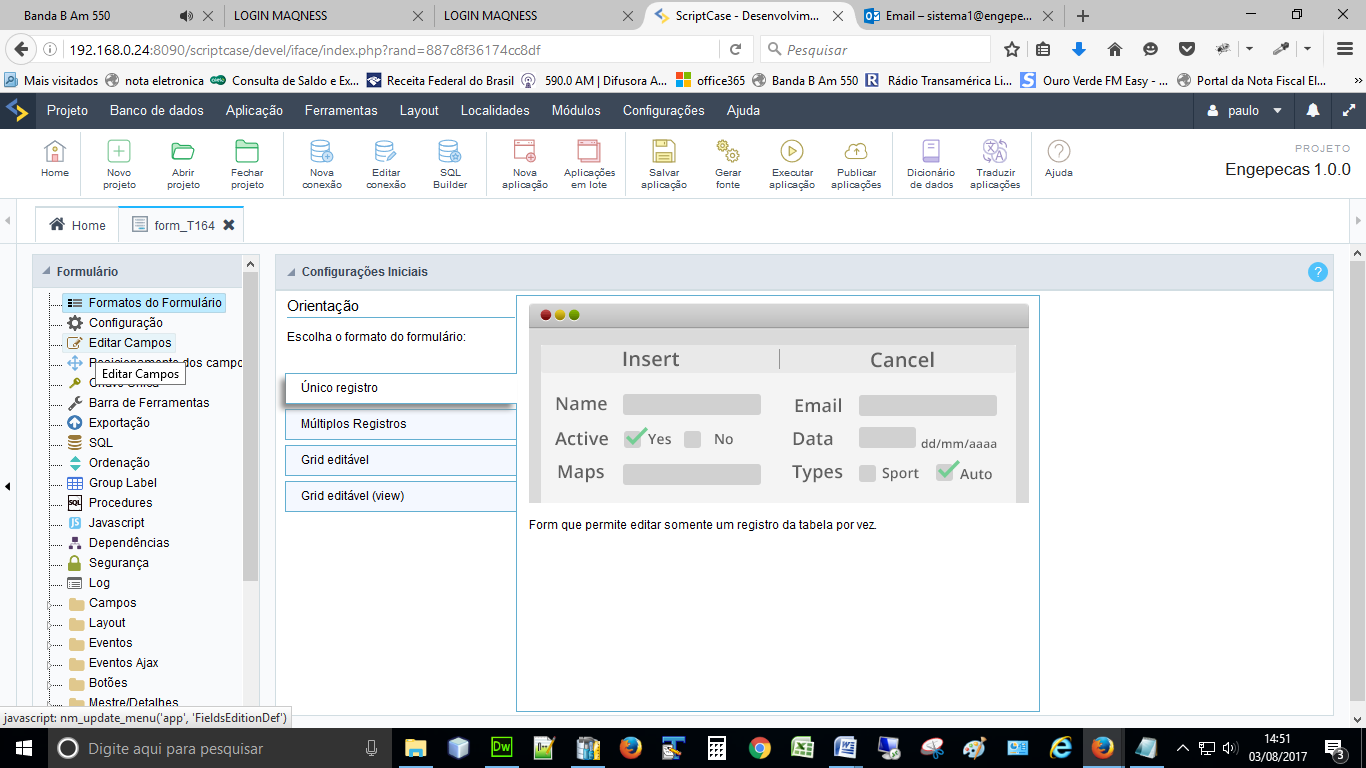 Banda B Am 550
LOGIN MAQNESS
LOGIN MAQNESS
ScriptCase - Desenvolvim...
Email – sistema1@engepe...
192.168.0.24:8090/scriptcase/devel/iface/index.php?rand=887c8f36174cc8df
Pesquisar
Mais visitados
nota eletronica
Consulta de Saldo e Ex...
Receita Federal do Brasil
590.0 AM | Difusora A...
office365
Banda B Am 550
Rádio Transamérica Li...
Ouro Verde FM Easy - ...
Portal da Nota Fiscal El...
Projeto
Banco de dados
Aplicação
Ferramentas
Layout
Localidades
Módulos
Configurações
Ajuda
paulo
Home
Novo projeto
Abrir projeto
Fechar projeto
Nova conexão
Editar conexão
SQL Builder
Nova aplicação
Aplicações em lote
Salvar aplicação
Gerar fonte
Executar aplicação
Publicar aplicações
Dicionário de dados
Traduzir aplicações
Ajuda
PROJETO
Engepecas 1.0.0
Home
form_T164
Formulário
Formatos do Formulário
Configuração
Editar Campos
Posicionamento dos campo
Editar Campos
Chave Única
Barra de Ferramentas
Exportação
SQL
Ordenação
Group Label
Procedures
Javascript
Dependências
Segurança
Log
Campos
Layout
Eventos
Eventos Ajax
Botões
Mestre/Detalhes
Configurações Iniciais
?
Orientação
Escolha o formato do formulário:
Único registro
Múltiplos Registros
Grid editável
Grid editável (view)
Insert
Cancel
Name
Email
Active
Yes
No
Data
dd/mm/aaaa
Maps
Types
Sport
Auto
Form que permite editar somente um registro da tabela por vez.
javascript: nm_update_menu('app', 'FieldsEditionDef')
Digite aqui para pesquisar
Dw
14:51
03/08/2017
3